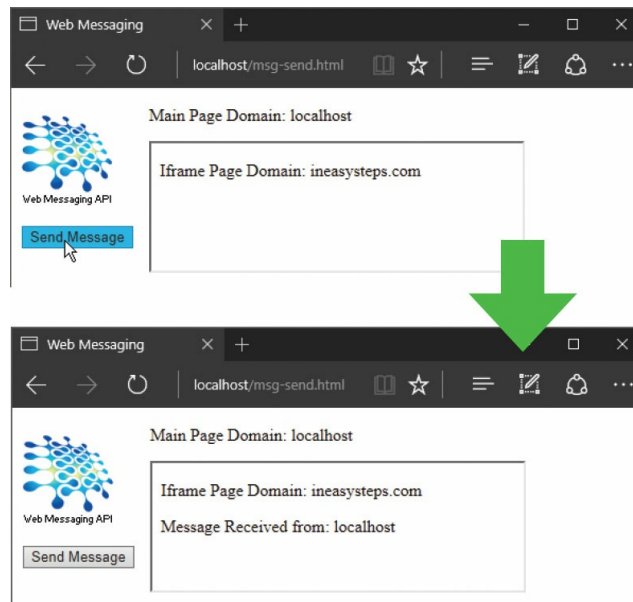 Web Messaging
localhost/msg-send.html
Main Page Domain: localhost
Iframe Page Domain: ineasysteps.com
Web Messaging API
Send Message
Web Messaging
localhost/msg-send.html
Main Page Domain: localhost
Iframe Page Domain: ineasysteps.com
Message Received from: localhost
Web Messaging API
Send Message